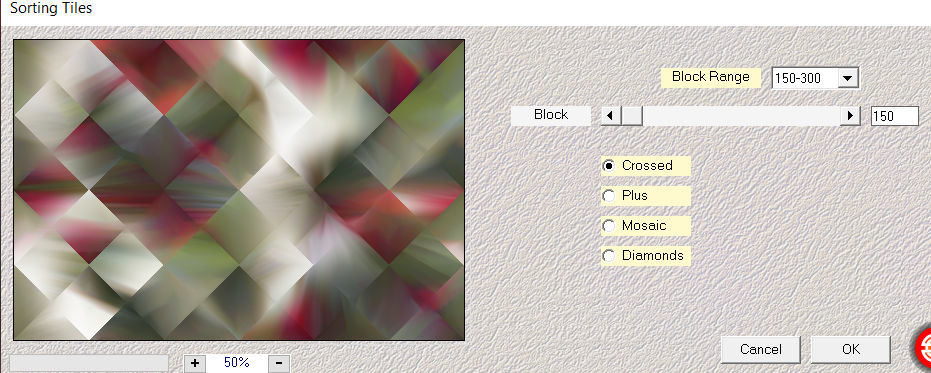 Sorting Tiles
Block Range 150-300
Block 150
Crossed
Plus
Mosaic
Diamonds
+ 50% -
Cancel OK